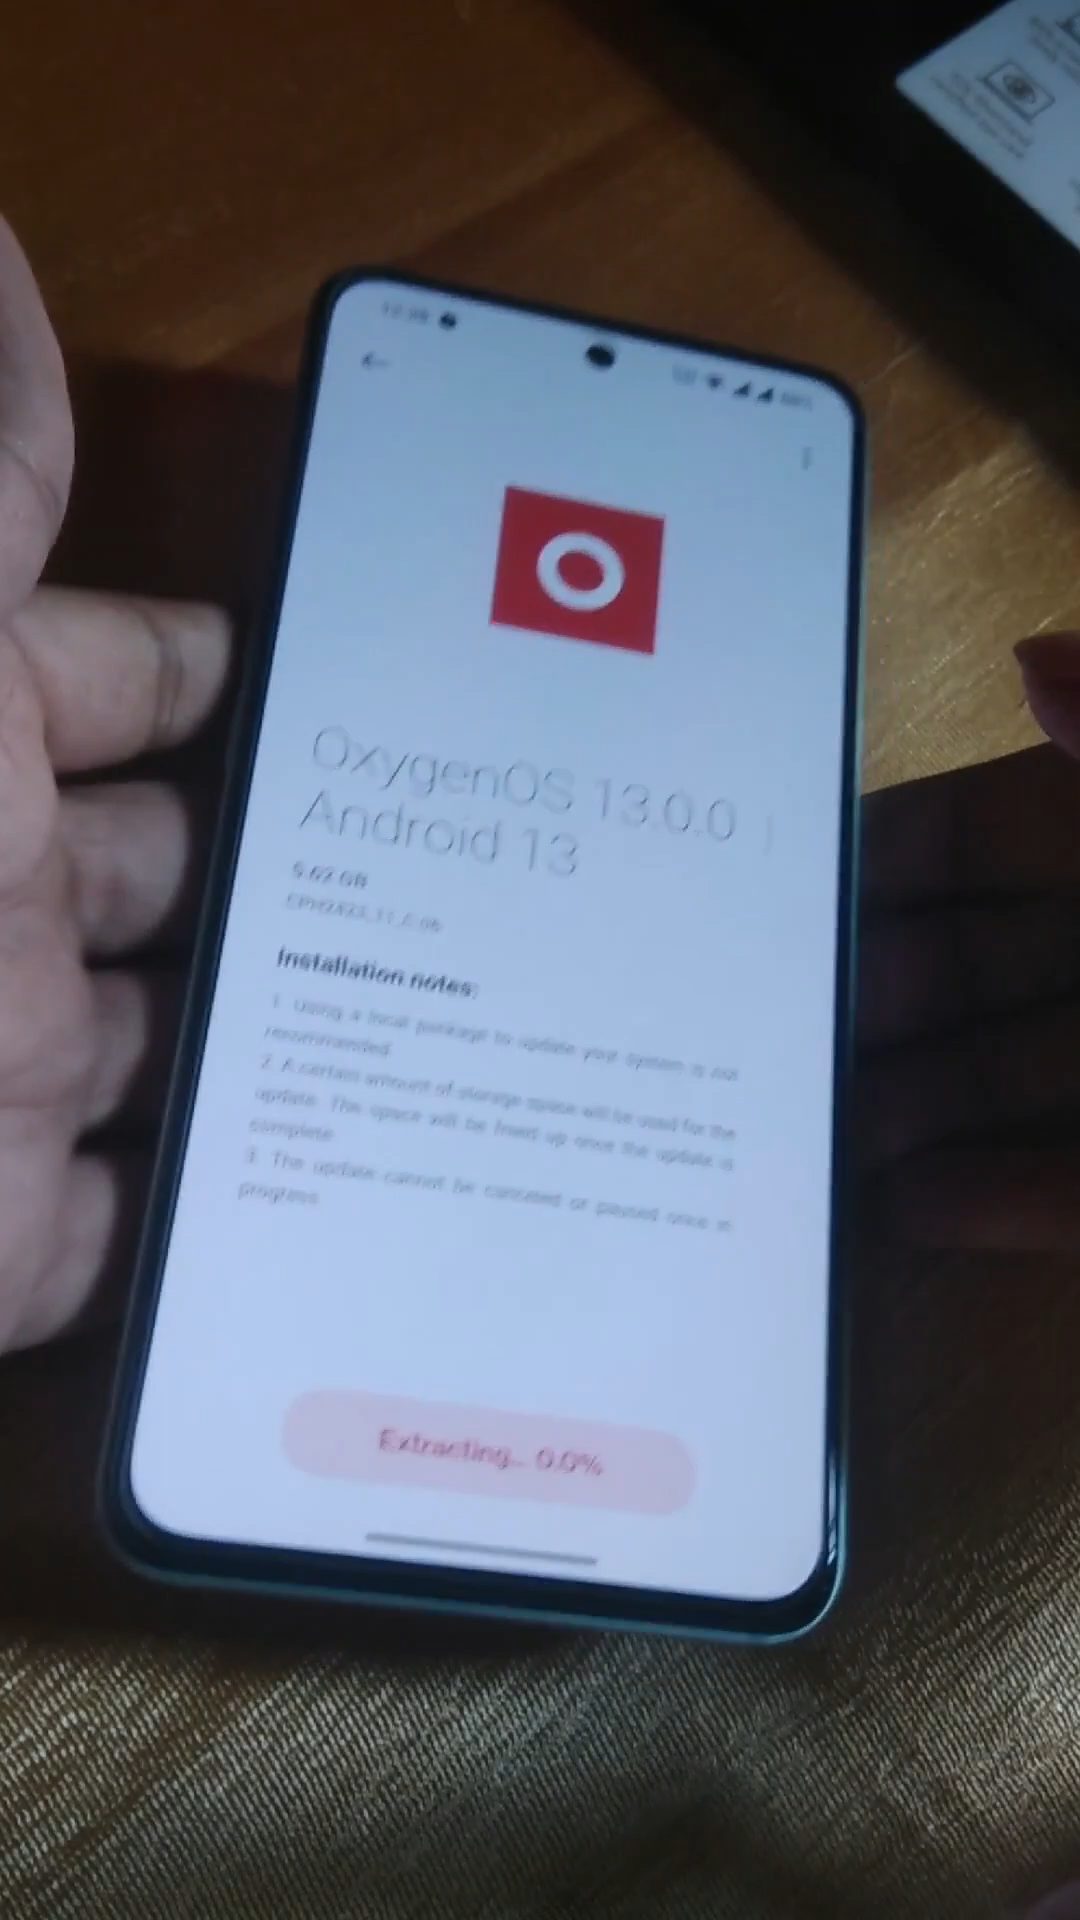 OxygenOS 13.0.0 |
Android 13
5.62 GB
Installation notes:
1. Using a local package to update your system is not
recommended.
2. A certain amount of storage space will be used for the
update. The space will be freed up once the update is
complete.
3. The update cannot be canceled or paused once in
progress.
Extracting... 0.0%